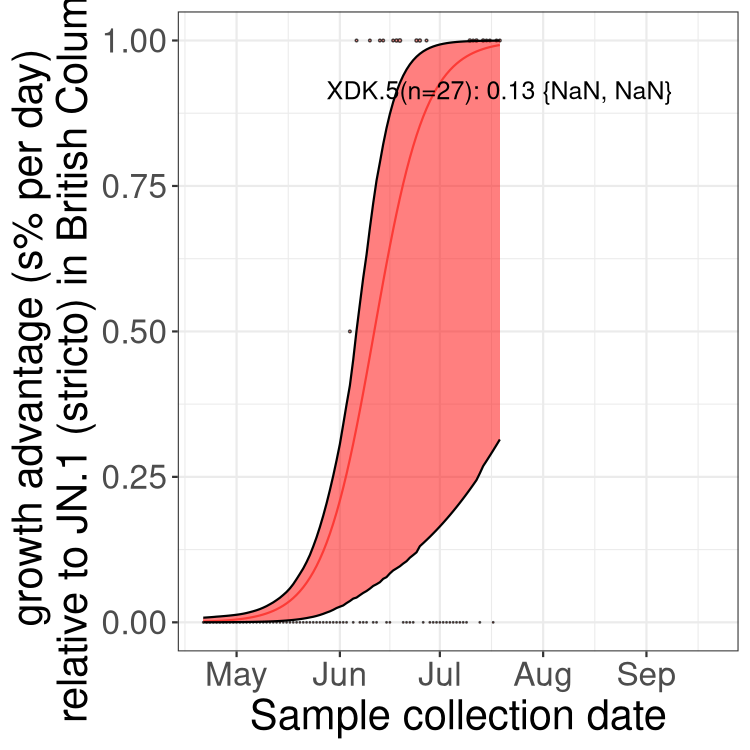 growth advantage (s% per day)
relative to JN.1 (stricto) in British Colum
1.00
0.75
0.50
0.25
0.00
XDK.5(n=27): 0.13 {NaN, NaN}
May Jun Jul Aug Sep
Sample collection date